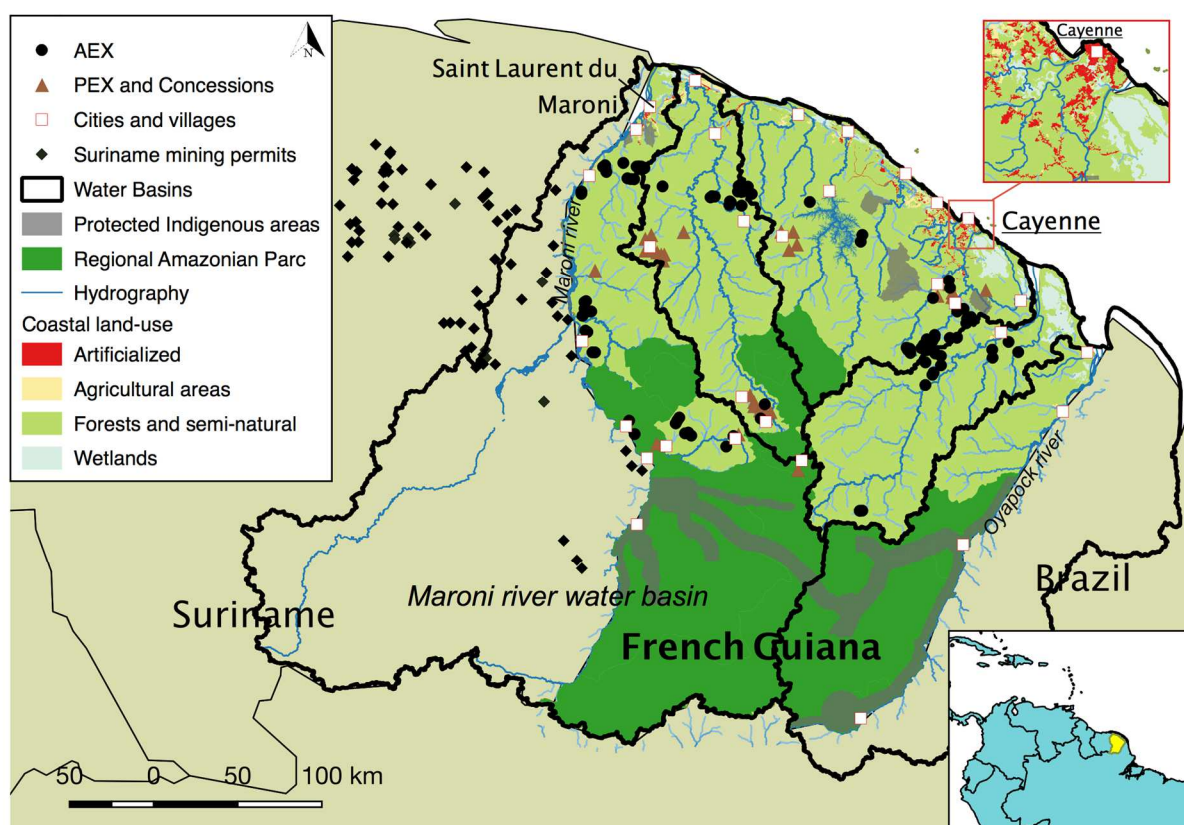 AEX
PEX and Concessions
Cities and villages
Suriname mining permits
Water Basins
Protected Indigenous areas
Regional Amazonian Parc
Hydrography
Coastal land-use
Artificialized
Agricultural areas
Forests and semi-natural
Wetlands
N
Saint Laurent du
Maroni
Cayenne
Cayenne
Maroni river
Oyapock river
Maroni river water basin
Suriname
French Guiana
Brazil
50 0 50 100 km